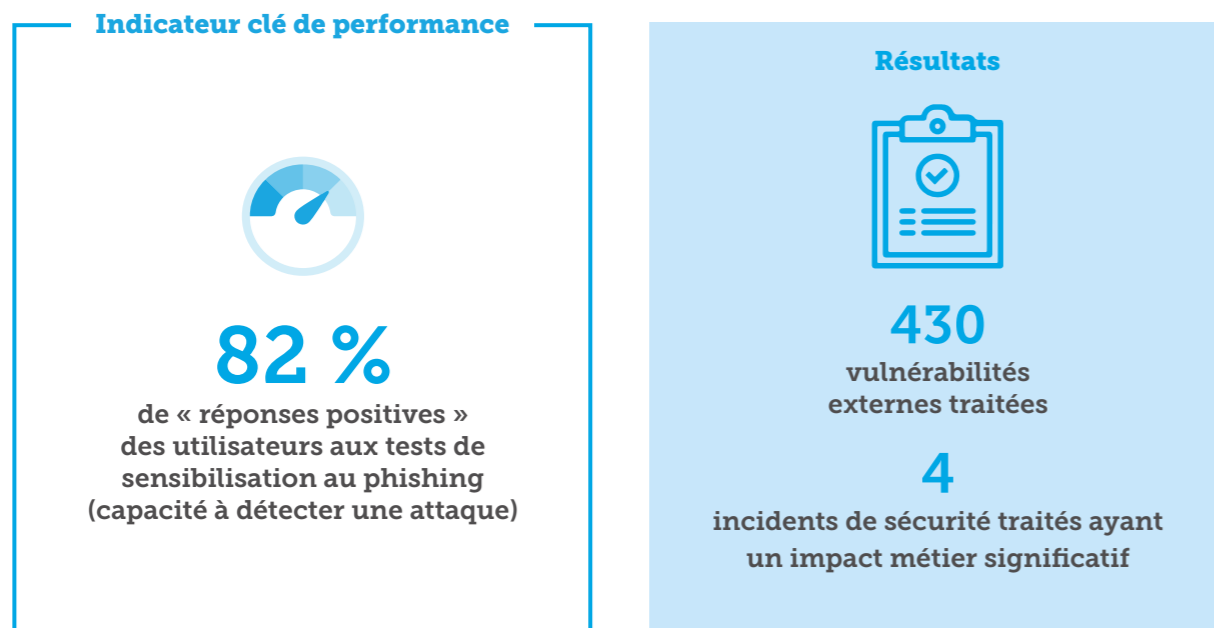 Indicateur clé de performance
82 %
de « réponses positives »
des utilisateurs aux tests de
sensibilisation au phishing
(capacité à détecter une attaque)
Résultats
430
vulnérabilités
externes traitées
4
incidents de sécurité traités ayant
un impact métier significatif